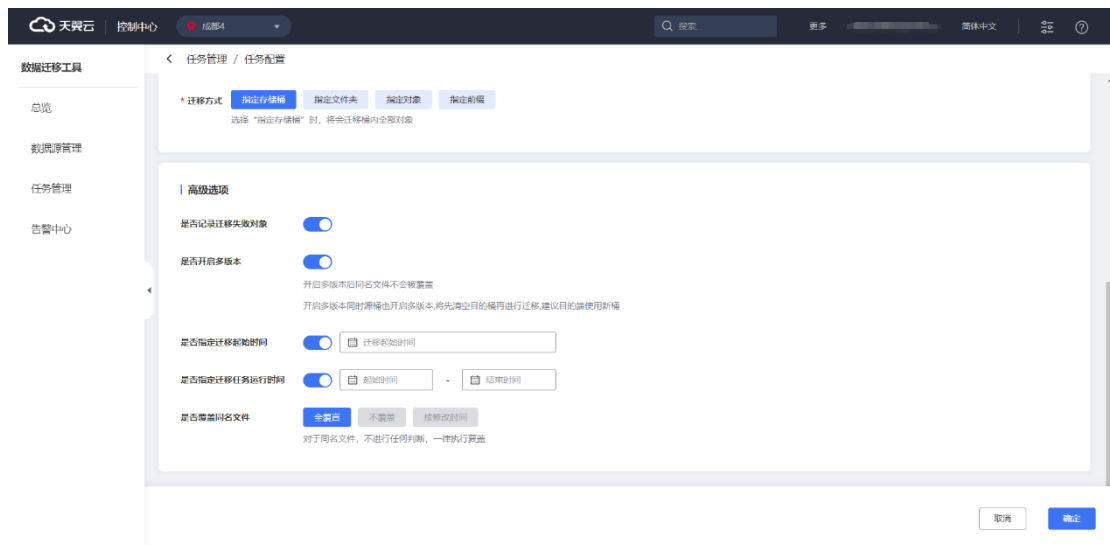 天翼云 控制中心 成都4 搜索... 更多 简体中文
数据迁移工具
总览
数据源管理
任务管理
告警中心
任务管理 / 任务配置
* 迁移方式 指定存储桶 指定文件夹 指定对象 指定前缀
选择“指定存储桶”时，将会迁移桶内全部对象
高级选项
是否记录迁移失败对象
是否开启多版本
开启多版本后同名文件不会被覆盖
开启多版本同时源桶也开启多版本,将先清空目的桶再进行迁移,建议目的端使用新桶
是否指定迁移起始时间 迁移起始时间
是否指定迁移任务运行时间 起始时间 - 结束时间
是否覆盖同名文件 全覆盖 不覆盖 按修改时间
对于同名文件，不进行任何判断，一律执行覆盖
取消 确定